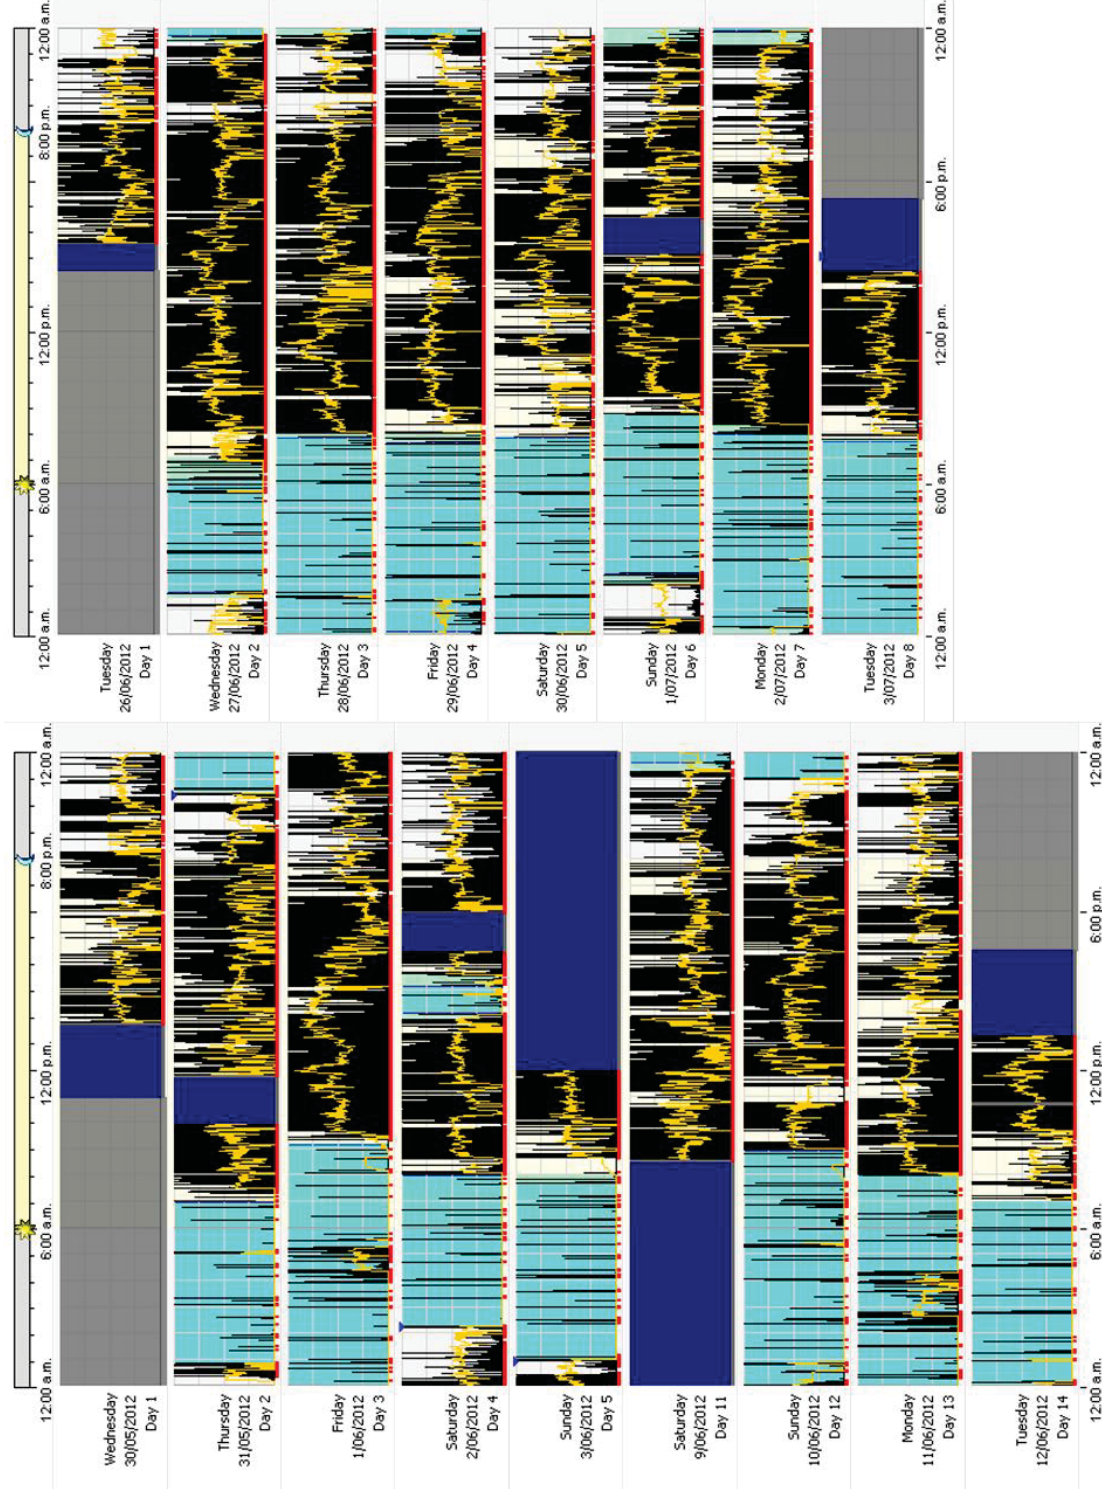 12:00 a.m. 6:00 a.m. 12:00 p.m. 8:00 p.m. 12:00 a.m.
Wednesday
30/05/2012
Day 1
Thursday
31/05/2012
Day 2
Friday
1/06/2012
Day 3
Saturday
2/06/2012
Day 4
Sunday
3/06/2012
Day 5
Saturday
9/06/2012
Day 11
Sunday
10/06/2012
Day 12
Monday
11/06/2012
Day 13
Tuesday
12/06/2012
Day 14
12:00 a.m. 6:00 a.m. 12:00 p.m. 6:00 p.m. 12:00 a.m.
12:00 a.m. 6:00 a.m. 12:00 p.m. 8:00 p.m. 12:00 a.m.
Tuesday
26/06/2012
Day 1
Wednesday
27/06/2012
Day 2
Thursday
28/06/2012
Day 3
Friday
29/06/2012
Day 4
Saturday
30/06/2012
Day 5
Sunday
1/07/2012
Day 6
Monday
2/07/2012
Day 7
Tuesday
3/07/2012
Day 8
12:00 a.m. 6:00 a.m. 12:00 p.m. 6:00 p.m. 12:00 a.m.